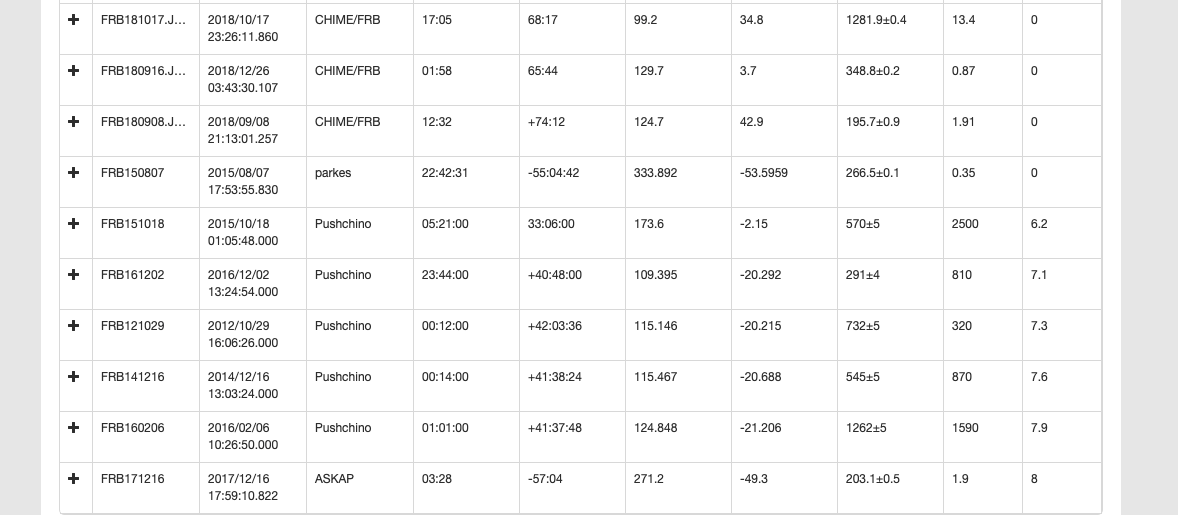 FRB181017.J... 2018/10/17 CHIME/FRB 17:05 68:17 99.2 34.8 1281.9±0.4 13.4 0
23:26:11.860
FRB180916.J... 2018/12/26 CHIME/FRB 01:58 65:44 129.7 3.7 348.8±0.2 0.87 0
03:43:30.107
FRB180908.J... 2018/09/08 CHIME/FRB 12:32 +74:12 124.7 42.9 195.7±0.9 1.91 0
21:13:01.257
FRB150807 2015/08/07 parkes 22:42:31 -55:04:42 333.892 -53.5959 266.5±0.1 0.35 0
17:53:55.830
FRB151018 2015/10/18 Pushchino 05:21:00 33:06:00 173.6 -2.15 570±5 2500 6.2
01:05:48.000
FRB161202 2016/12/02 Pushchino 23:44:00 +40:48:00 109.395 -20.292 291±4 810 7.1
13:24:54.000
FRB121029 2012/10/29 Pushchino 00:12:00 +42:03:36 115.146 -20.215 732±5 320 7.3
16:06:26.000
FRB141216 2014/12/16 Pushchino 00:14:00 +41:38:24 115.467 -20.688 545±5 870 7.6
13:03:24.000
FRB160206 2016/02/06 Pushchino 01:01:00 +41:37:48 124.848 -21.206 1262±5 1590 7.9
10:26:50.000
FRB171216 2017/12/16 ASKAP 03:28 -57:04 271.2 -49.3 203.1±0.5 1.9 8
17:59:10.822